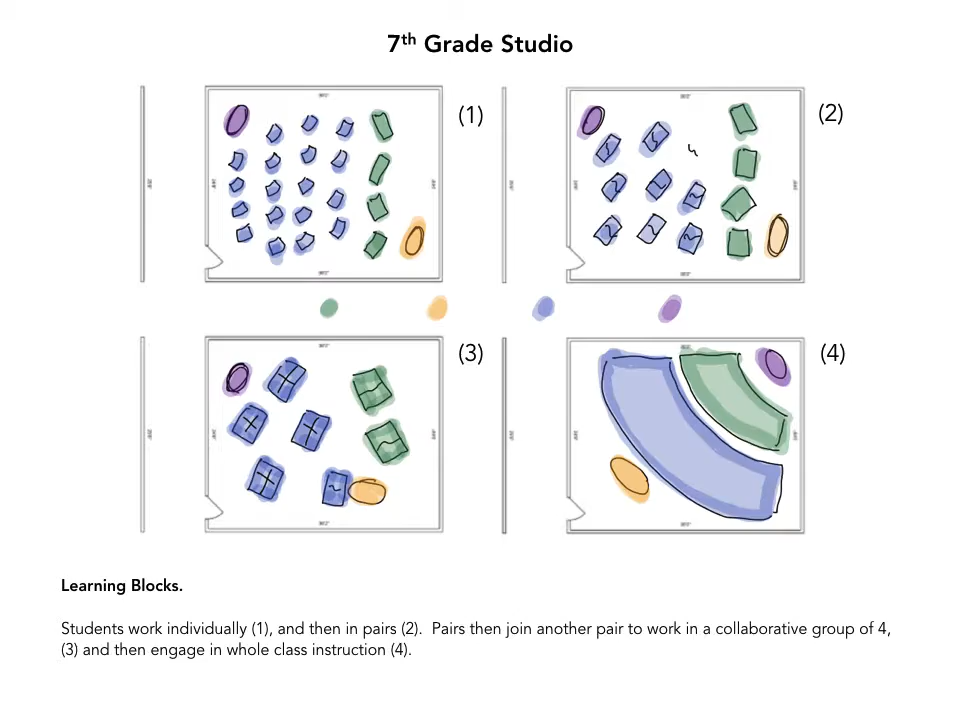 7th Grade Studio
(1)
(2)
(3)
(4)
Learning Blocks.
Students work individually (1), and then in pairs (2).  Pairs then join another pair to work in a collaborative group of 4,
(3) and then engage in whole class instruction (4).